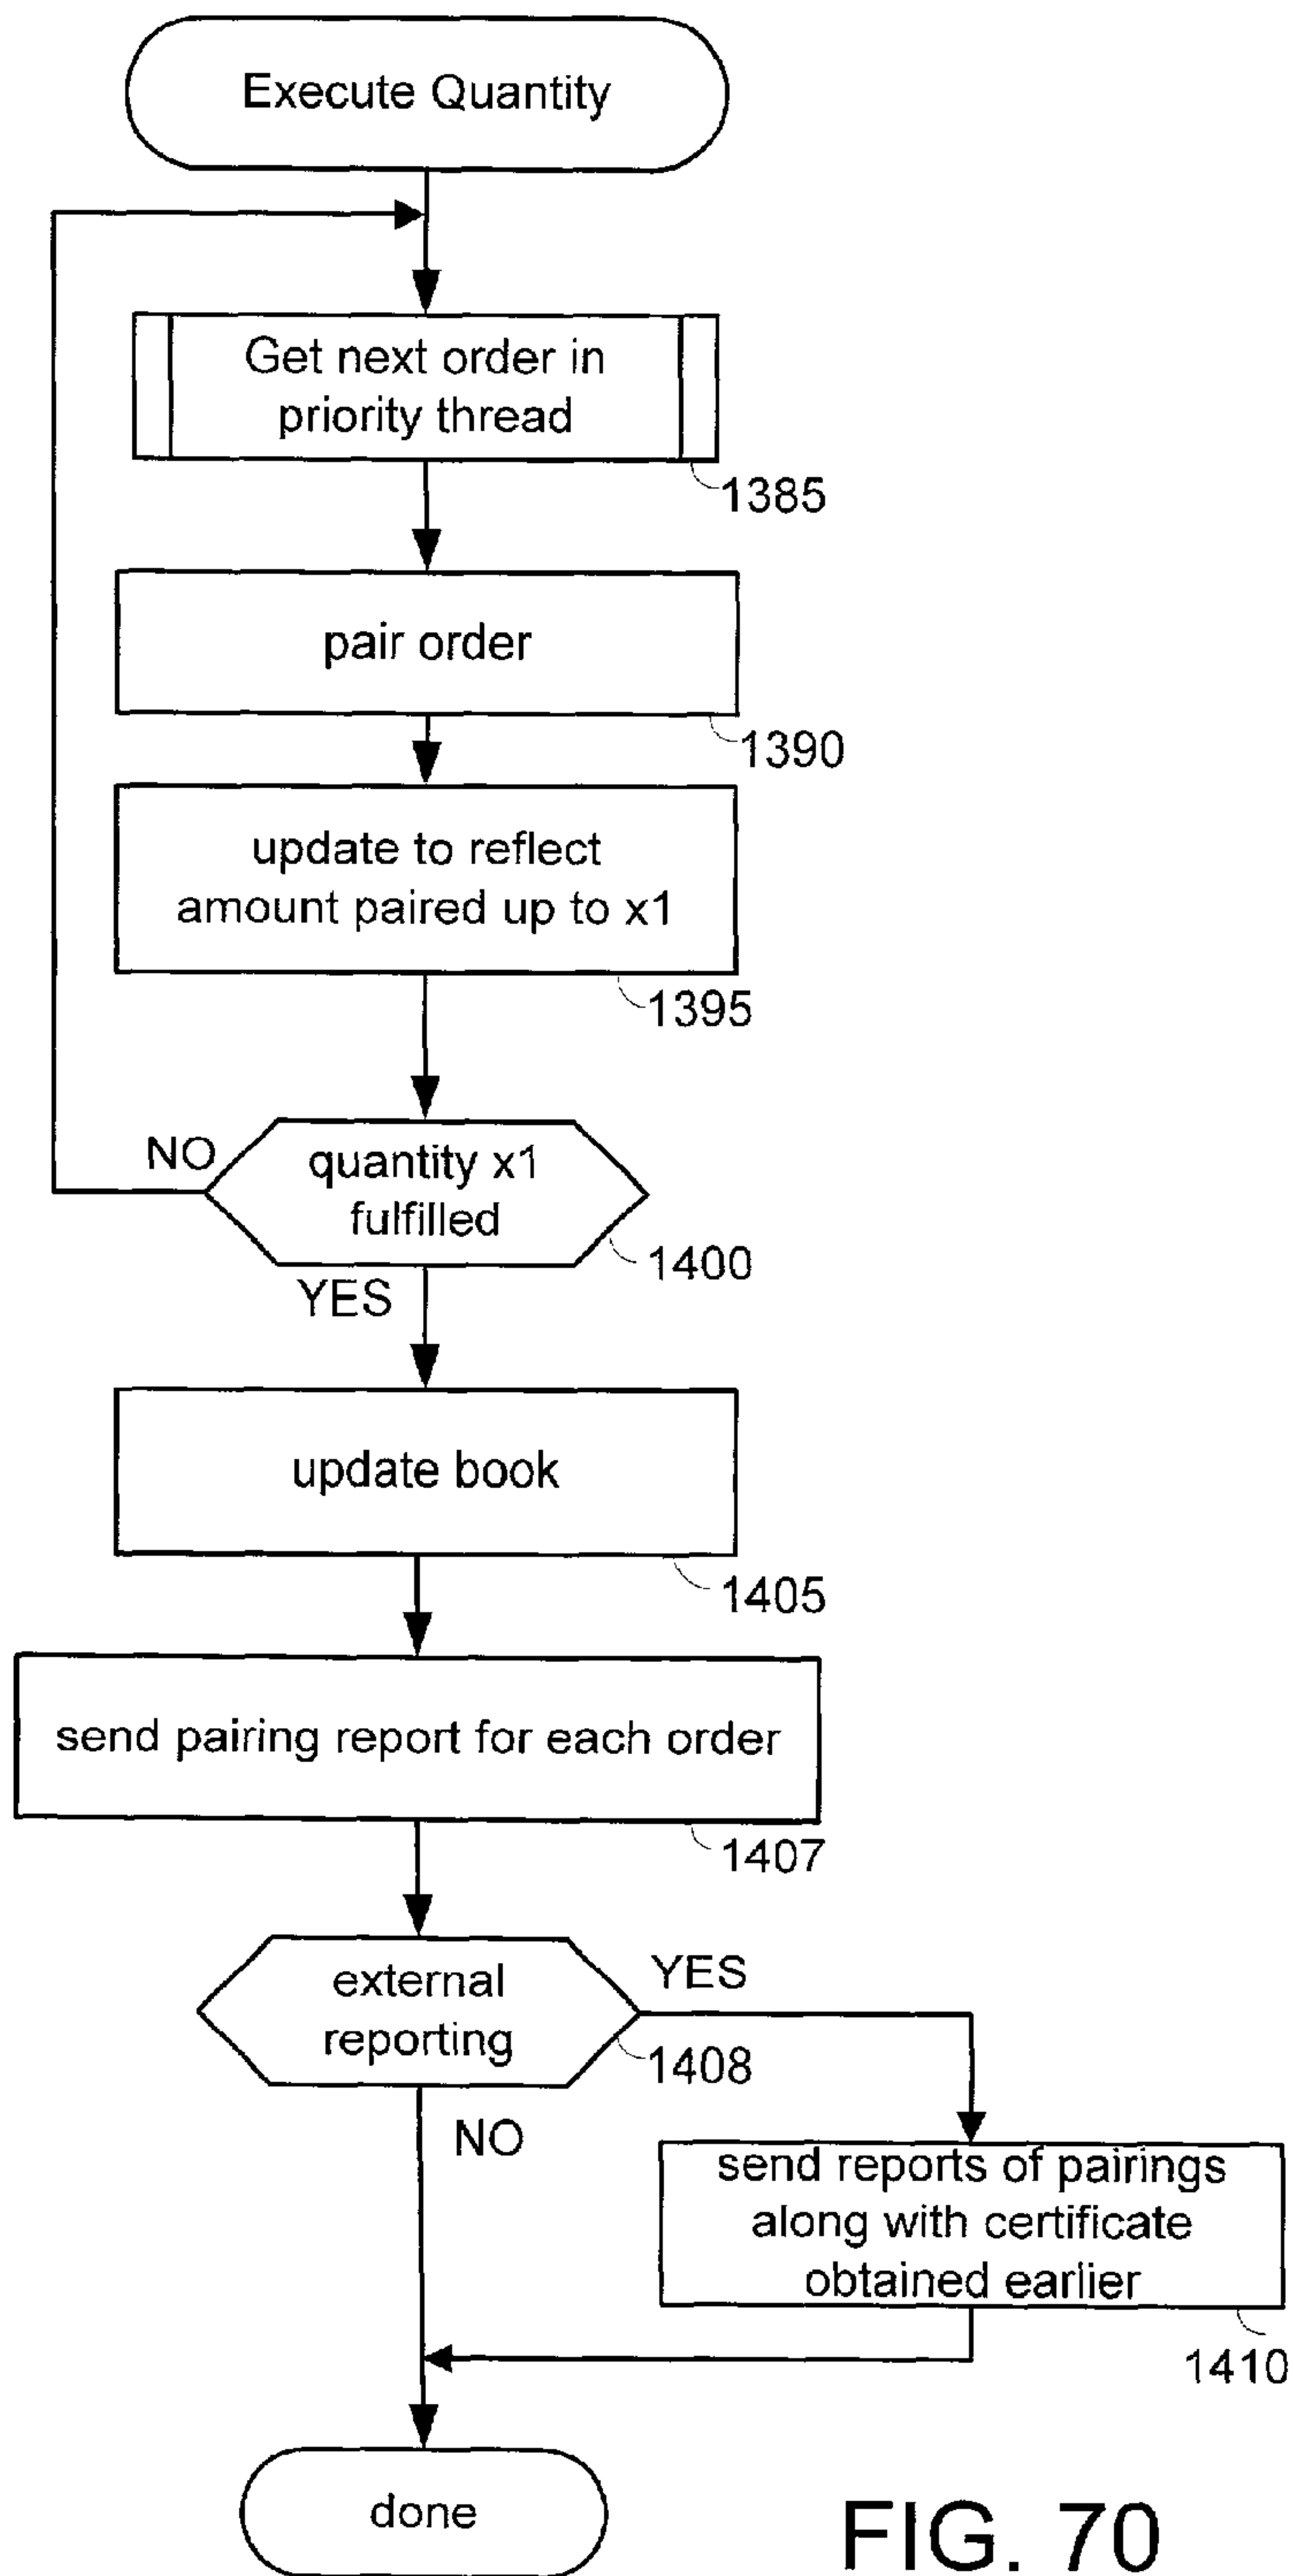 Execute Quantity
Get next order in
priority thread
1385
pair order
1390
update to reflect
amount paired up to x1
1395
NO
quantity x1
fulfilled
1400
YES
update book
1405
send pairing report for each order
1407
external
reporting
YES
1408
NO
send reports of pairings
along with certificate
obtained earlier
1410
done
FIG. 70